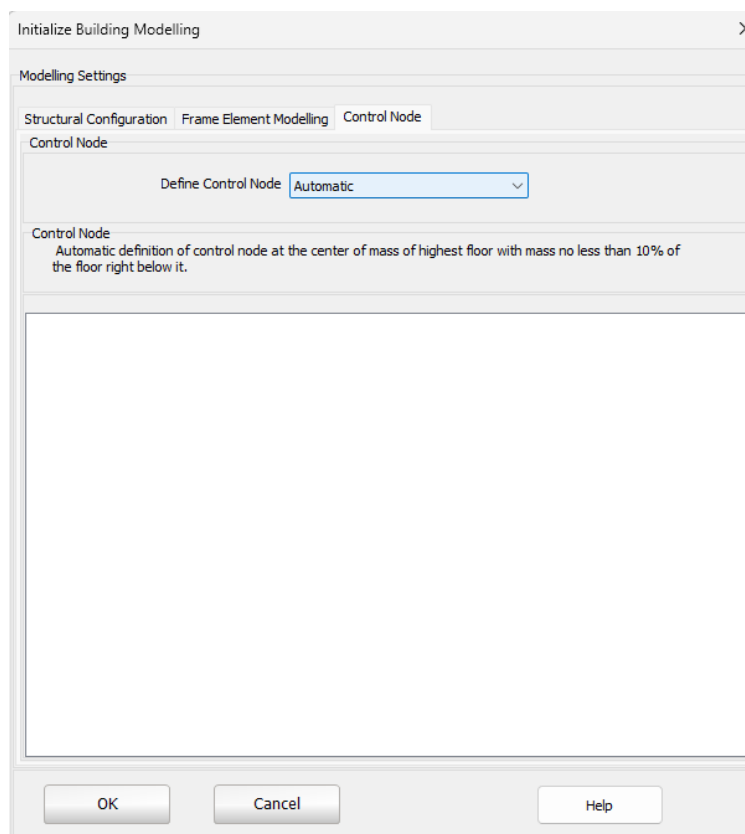 Initialize Building Modelling
Modelling Settings
Structural Configuration Frame Element Modelling Control Node
Control Node
Define Control Node Automatic
Control Node
Automatic definition of control node at the center of mass of highest floor with mass no less than 10% of
the floor right below it.
OK Cancel Help